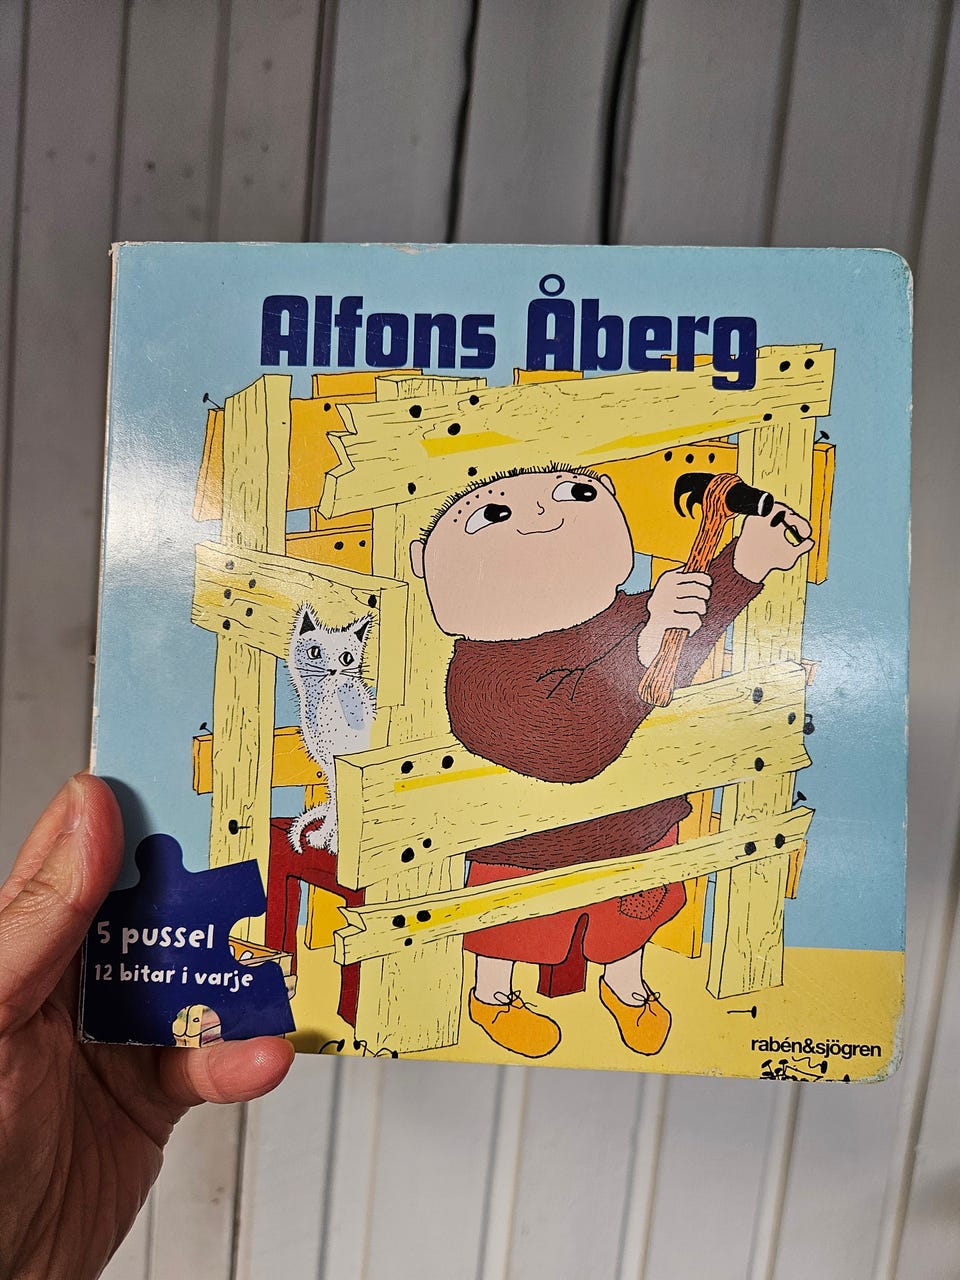 Alfons Åberg
5 pussel
12 bitar i varje
rabén&sjögren